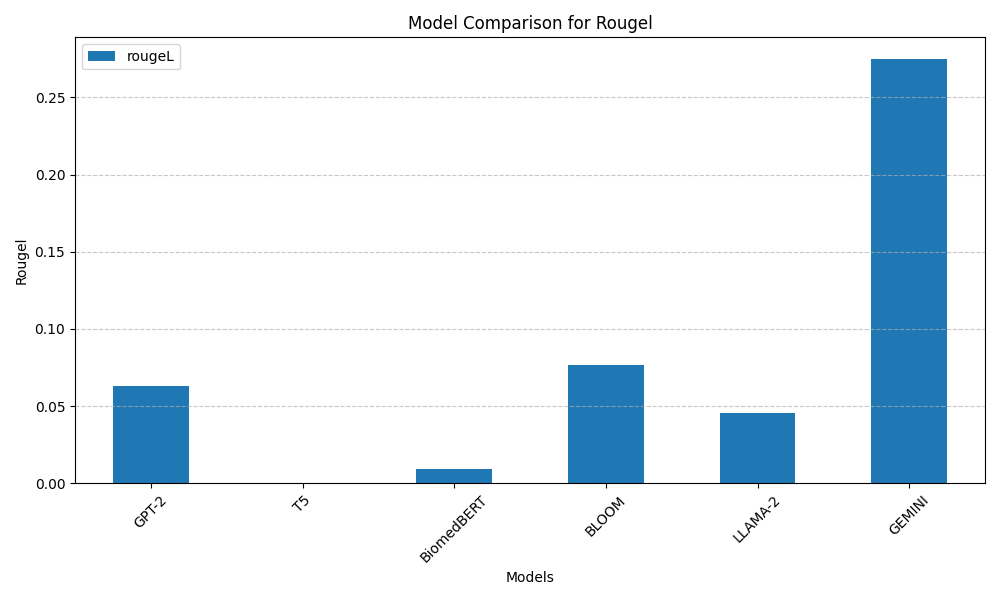 Model Comparison for Rougel
rougeL
0.25
0.20
0.15
0.10
0.05
0.00
Rougel
GPT-2
T5
BiomedBERT
BLOOM
LLAMA-2
GEMINI
Models